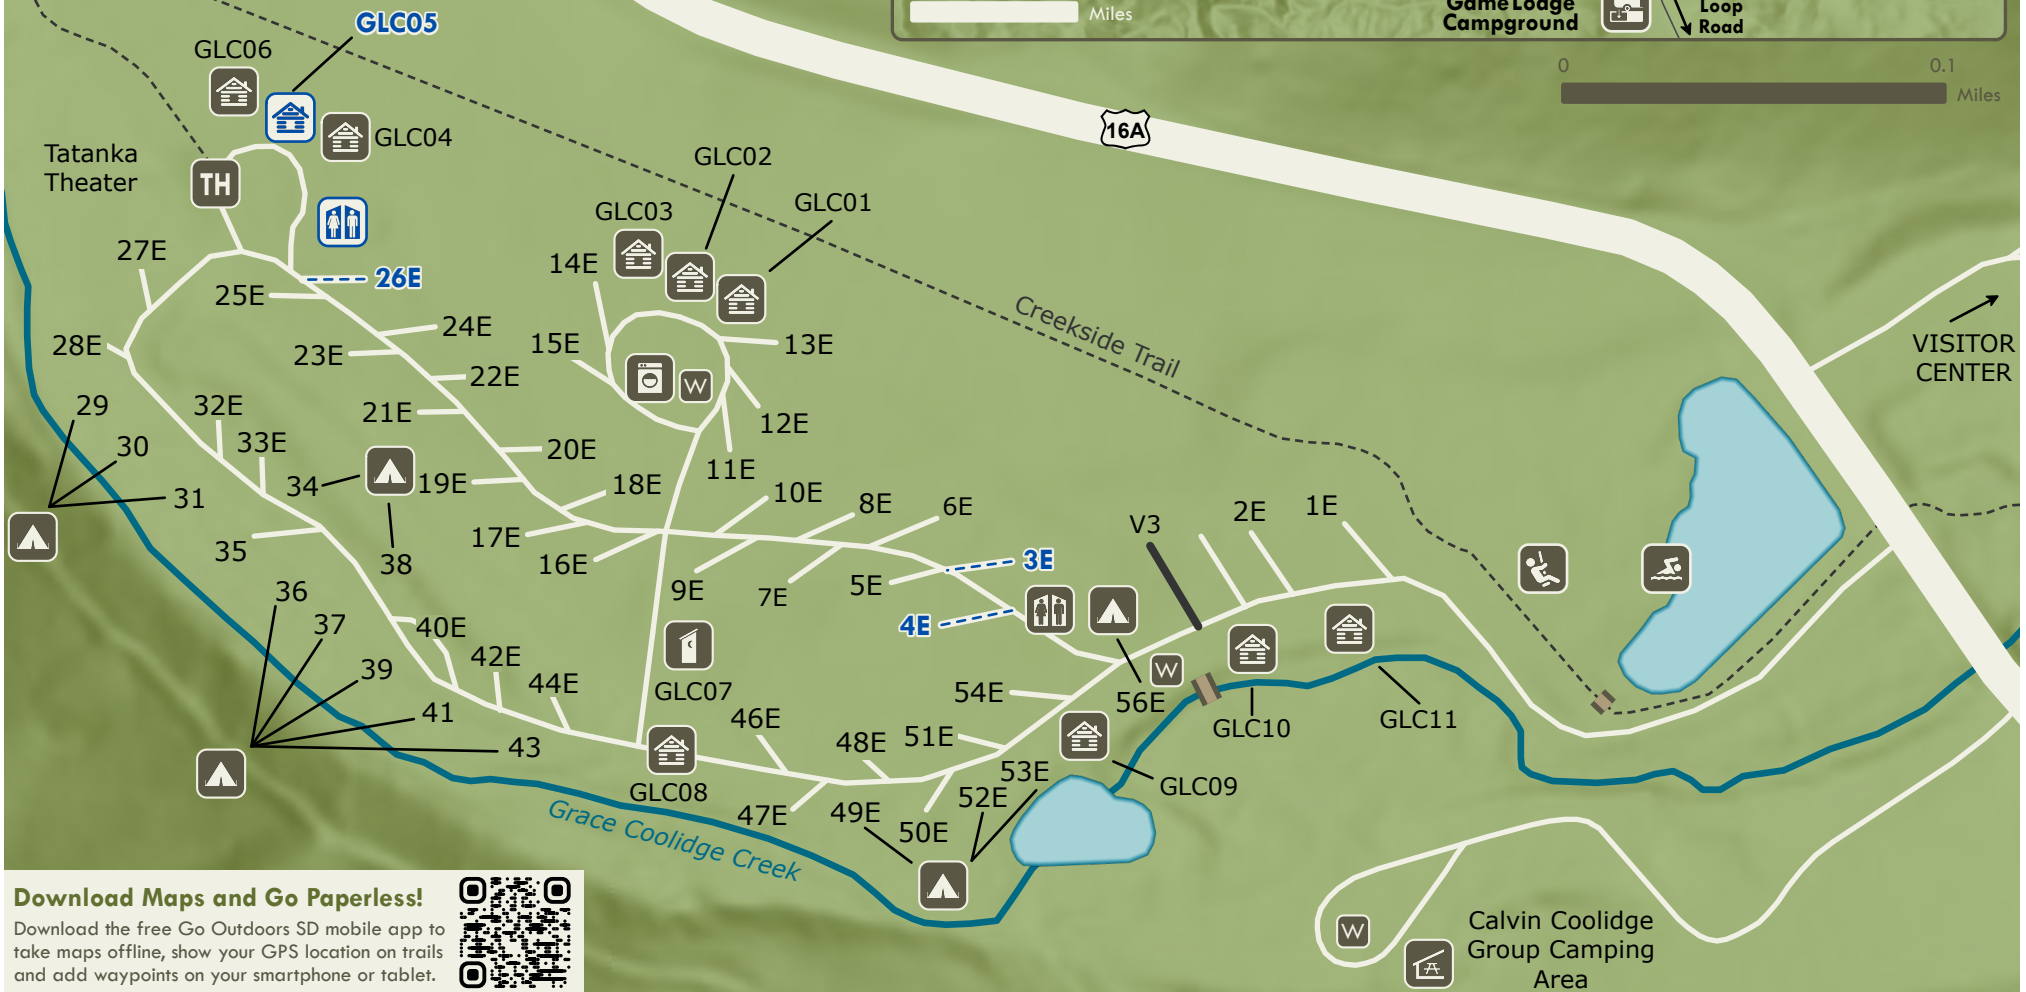 GLC05
Miles
Game Lodge
Campground
Loop
Road
0
0.1
Miles
GLC06
GLC04
Tatanka
Theater
TH
16A
GLC02
GLC01
GLC03
27E
14E
26E
25E
24E
23E
22E
28E
15E
13E
W
Creekside Trail
VISITOR
CENTER
29
30
31
32E
33E
34
21E
12E
20E
11E
19E
18E
10E
8E
6E
35
38
17E
16E
9E
7E
5E
3E
4E
V3
2E
1E
36
37
39
41
43
40E
42E
44E
GLC07
46E
48E
51E
54E
56E
W
GLC10
GLC11
GLC08
47E
49E
50E
52E
53E
GLC09
Grace Coolidge Creek
Download Maps and Go Paperless!
Download the free Go Outdoors SD mobile app to
take maps offline, show your GPS location on trails
and add waypoints on your smartphone or tablet.
W
Calvin Coolidge
Group Camping
Area